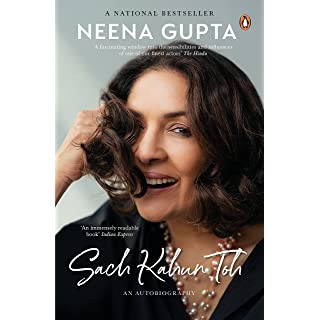 A NATIONAL BESTSELLER
NEENA GUPTA
'A fascinating window into the sensibilities and influences
of one of our finest actors' The Hindu
'An immensely readable
book' Indian Express
Sach Kahun Toh
AN AUTOBIOGRAPHY